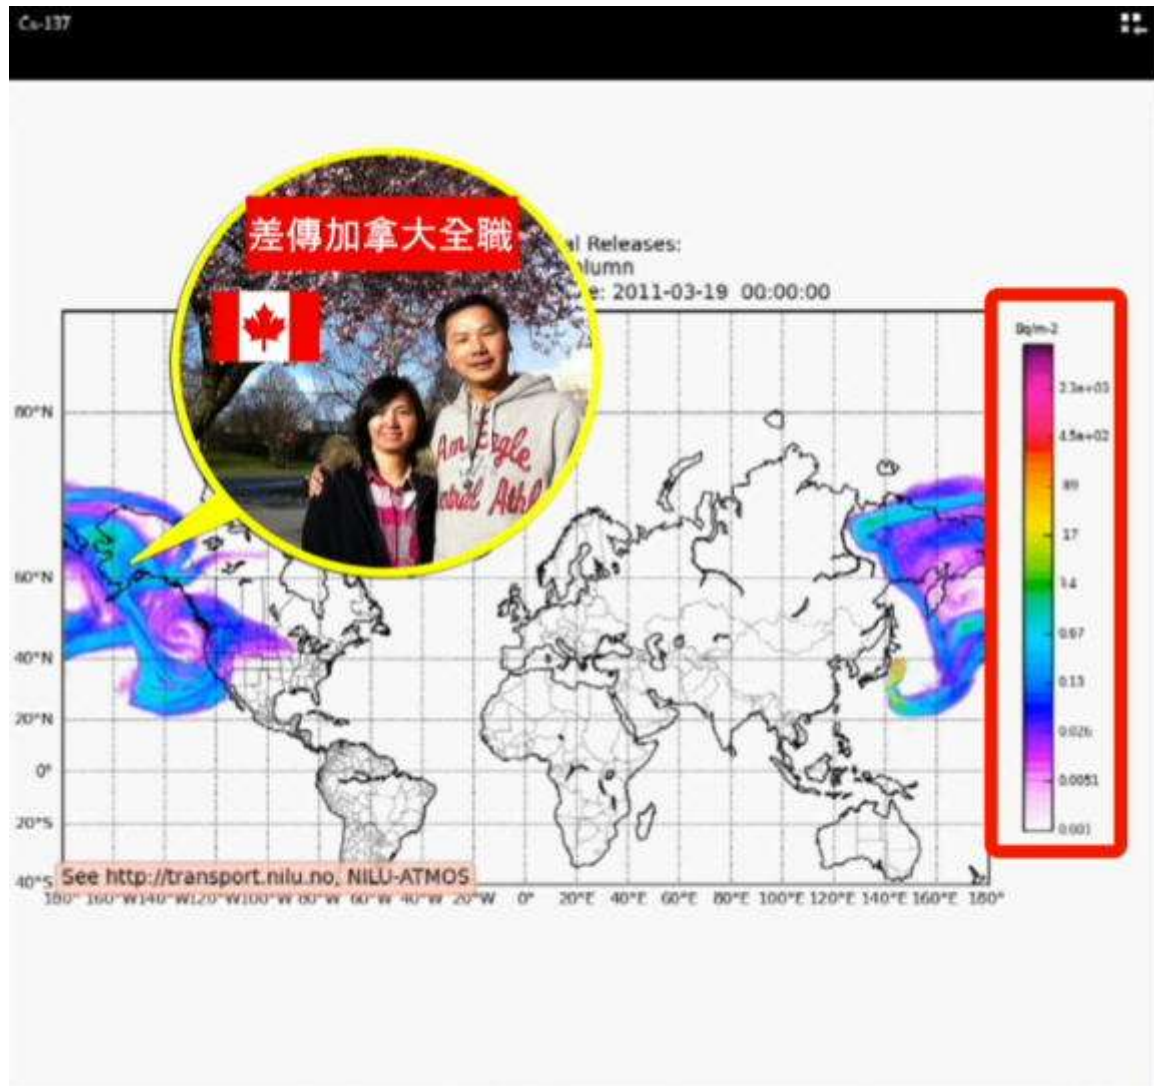 Cs-137
差傳加拿大全職
al Releases:
olumn
e: 2011-03-19 00:00:00
Bq/m-2
2.3e+03
4.5e+02
89
17
3.4
0.67
0.13
0.026
0.0051
0.001
80°N
60°N
40°N
20°N
0°
20°S
40°S
Am Eagle
See http://transport.nilu.no, NILU-ATMOS
180° 160°W 140°W 120°W 100°W 80°W 60°W 40°W 20°W 0° 20°E 40°E 60°E 80°E 100°E 120°E 140°E 160°E 180°